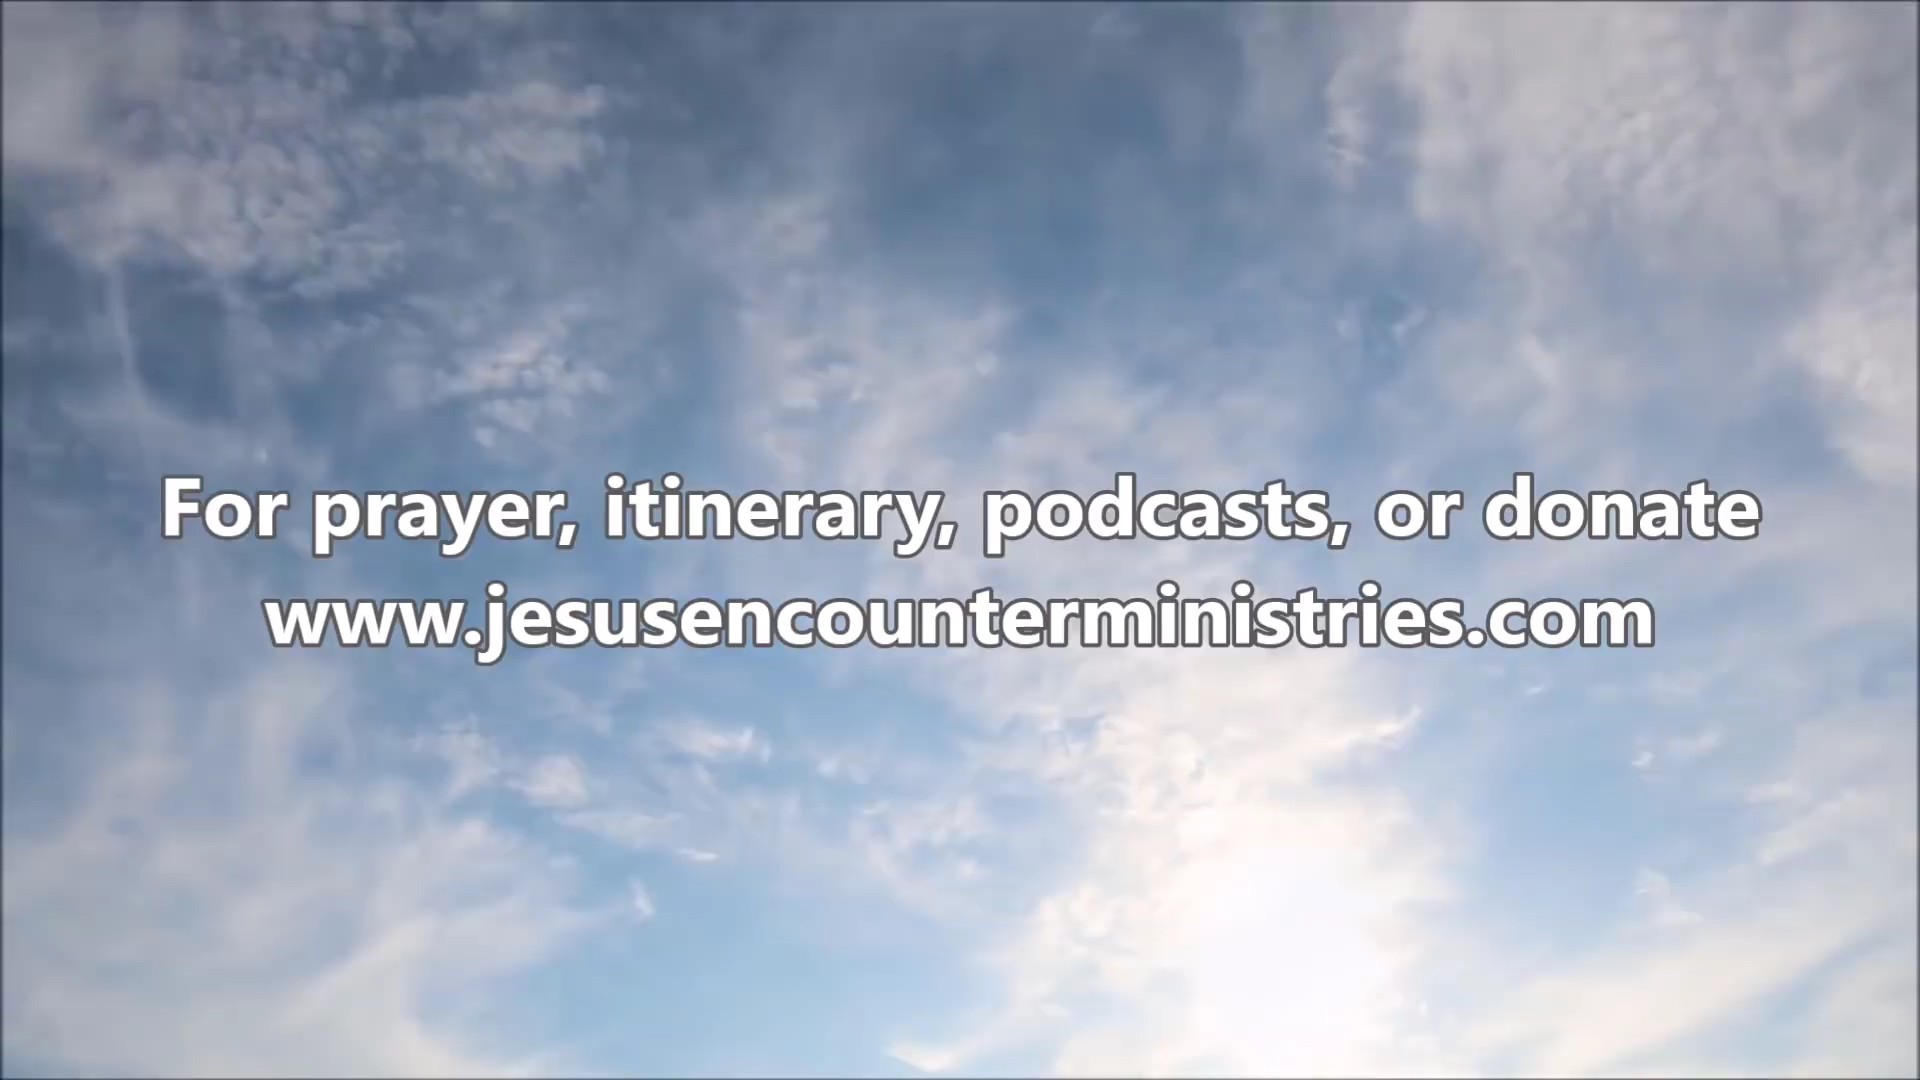 For prayer, itinerary, podcasts, or donate
www.jesusencounterministries.com